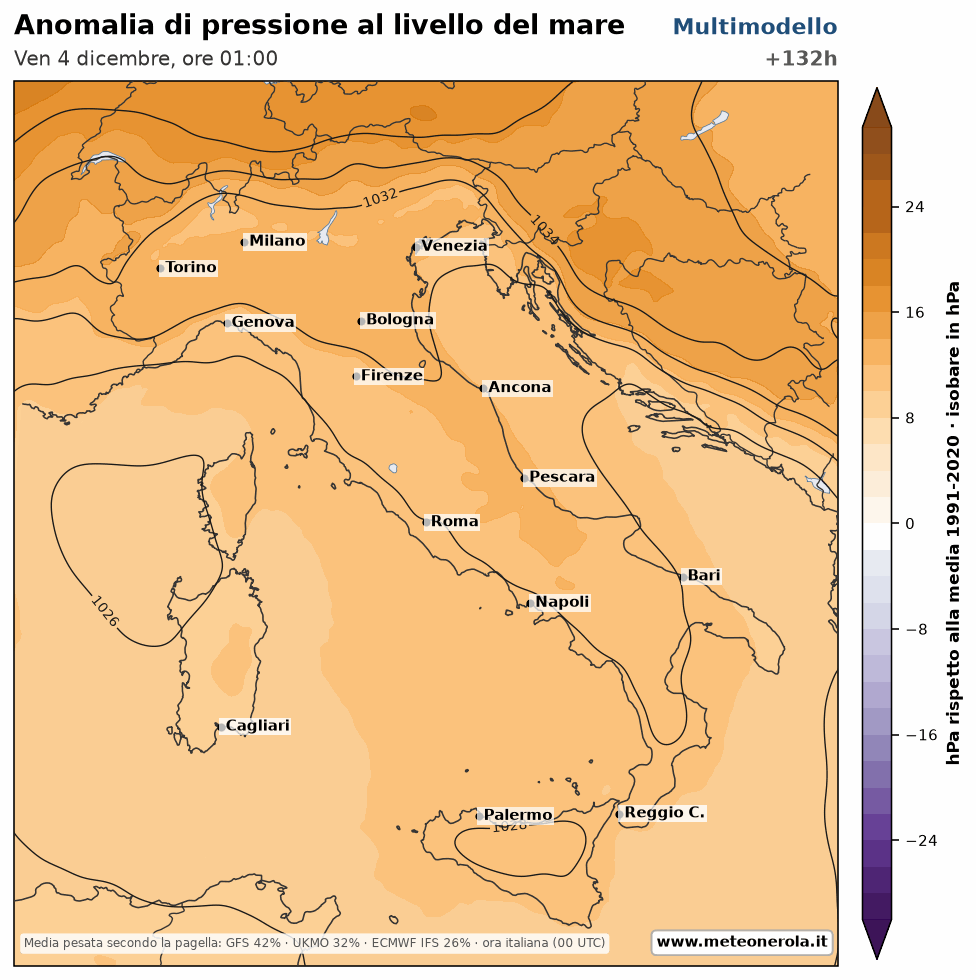 Anomalia di pressione al livello del mare
Multimodello
Ven 4 dicembre, ore 01:00
+132h
1032
1034
Milano
Venezia
Torino
Genova
Bologna
Firenze
Ancona
Pescara
Roma
Bari
Napoli
1026
Cagliari
Palermo
Reggio C.
1028
24
16
8
0
−8
−16
−24
hPa rispetto alla media 1991-2020 · isobare in hPa
Media pesata secondo la pagella: GFS 42% · UKMO 32% · ECMWF IFS 26% · ora italiana (00 UTC)
www.meteonerola.it